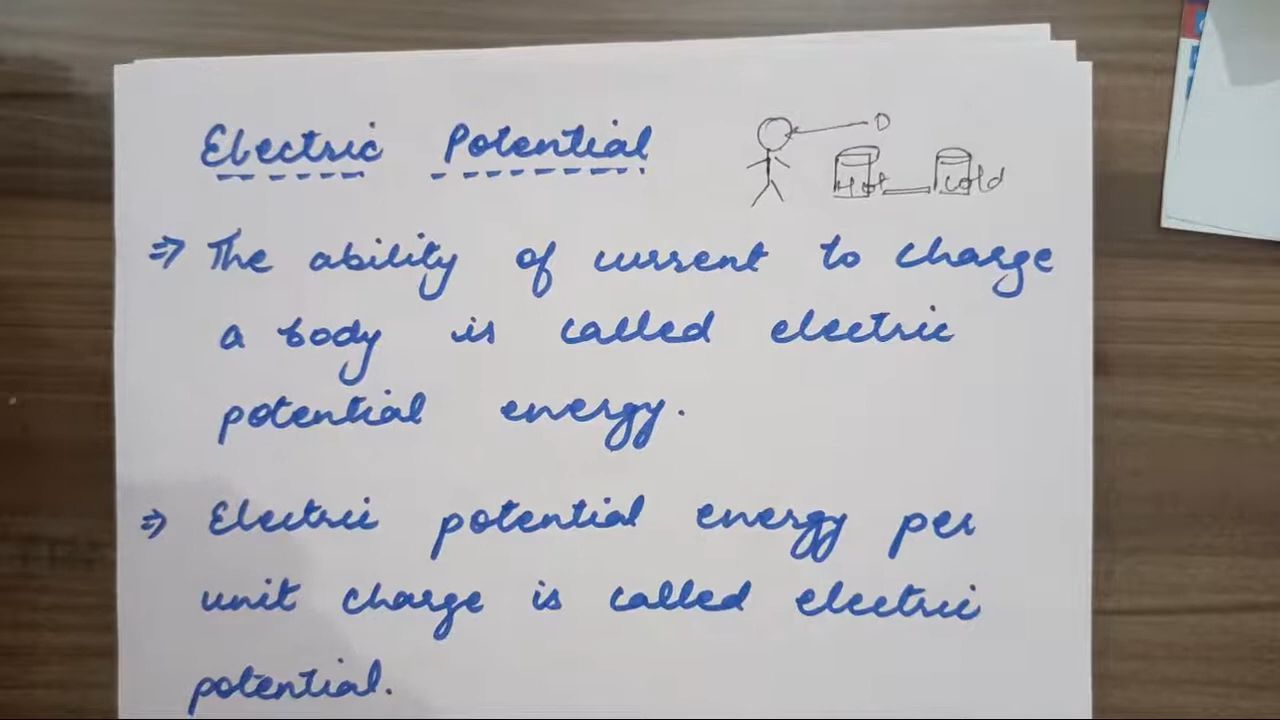 Electric Potential
D
Hot Cold
⇒ The ability of current to charge
a body is called electric
potential energy.
⇒ Electric potential energy per
unit charge is called electric
potential.